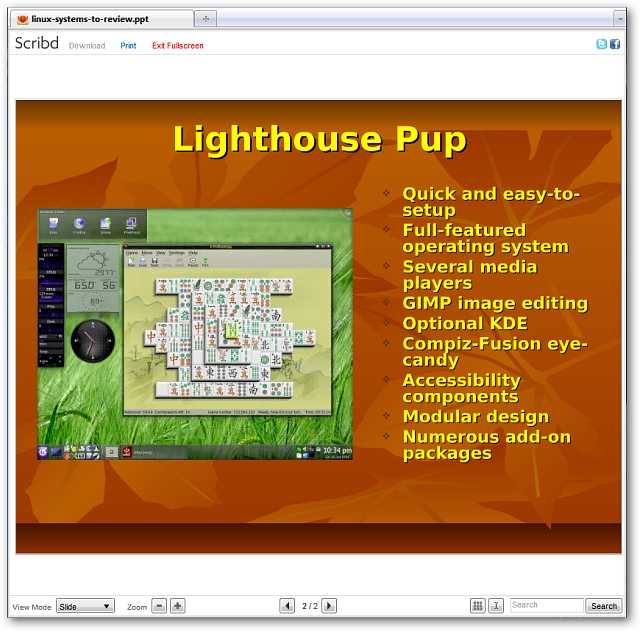 linux-systems-to-review.ppt
Scribd
Download
Print
Exit Fullscreen
Lighthouse Pup
Quick and easy-to-
setup
Full-featured
operating system
Several media
players
GIMP image editing
Optional KDE
Compiz-Fusion eye-
candy
Accessibility
components
Modular design
Numerous add-on
packages
10:34 pm
View Mode
Slide
Zoom
2 / 2
Search
Search